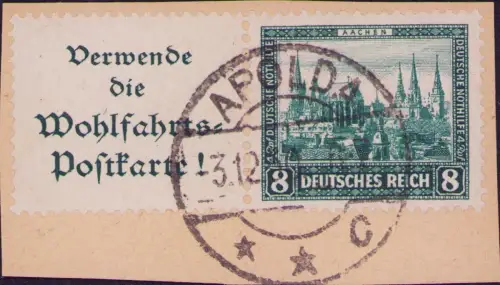 Verwende
die
Wohlfahrts-
Postkarte!
AACHEN
DEUTSCHE NOTHILFE
DEUTSCHE NOTHILFE
8 DEUTSCHES REICH 8
APOLDA
3.12.
* * C